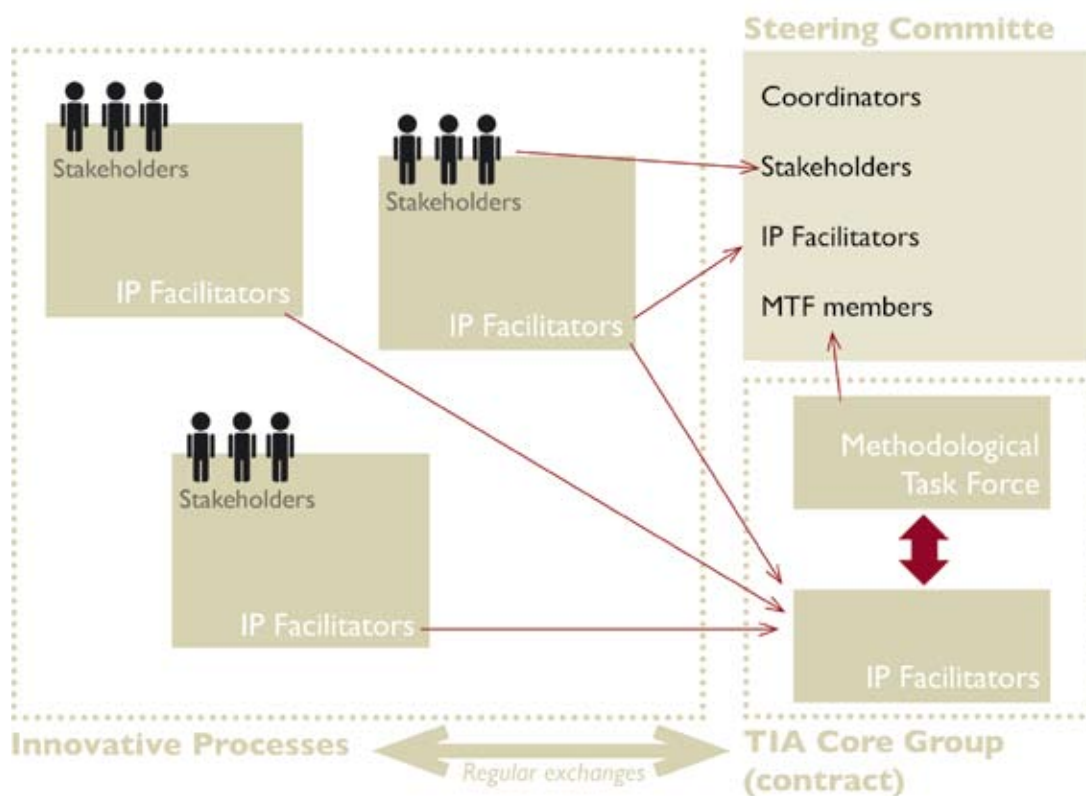 Steering Committe
Coordinators
Stakeholders
IP Facilitators
MTF members
Stakeholders
IP Facilitators
Stakeholders
IP Facilitators
Stakeholders
IP Facilitators
Methodological
Task Force
IP Facilitators
Innovative Processes
Regular exchanges
TIA Core Group
(contract)